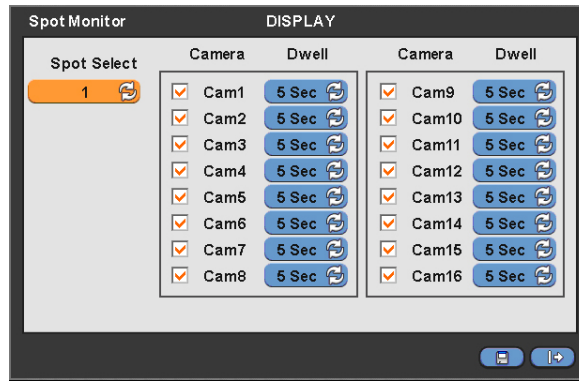 Spot Monitor DISPLAY
Spot Select
1
Camera Dwell Camera Dwell
Cam1 5 Sec Cam9 5 Sec
Cam2 5 Sec Cam10 5 Sec
Cam3 5 Sec Cam11 5 Sec
Cam4 5 Sec Cam12 5 Sec
Cam5 5 Sec Cam13 5 Sec
Cam6 5 Sec Cam14 5 Sec
Cam7 5 Sec Cam15 5 Sec
Cam8 5 Sec Cam16 5 Sec